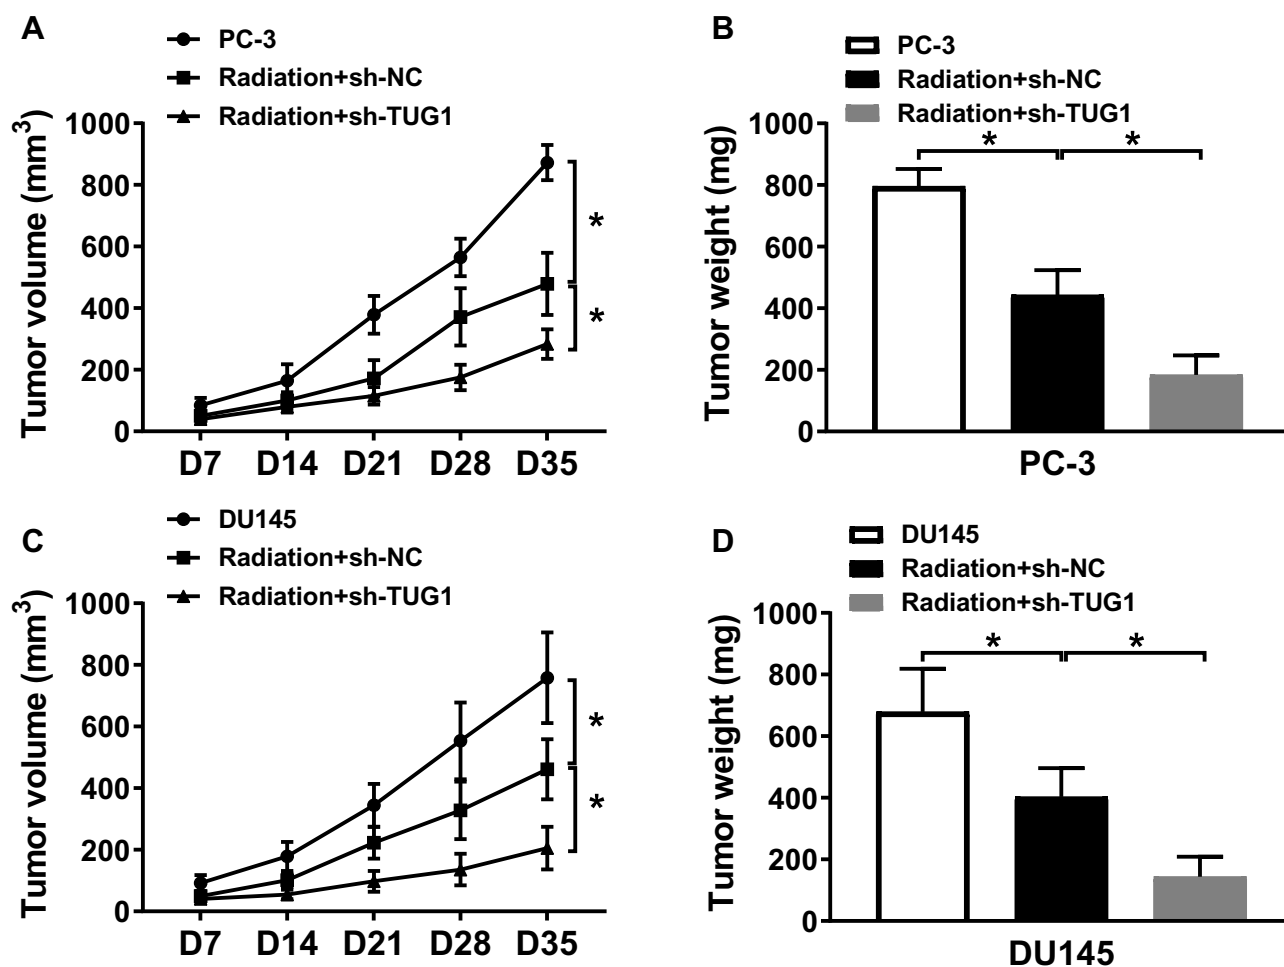 A
PC-3
Radiation+sh-NC
Radiation+sh-TUG1
Tumor volume (mm³)
1000
800
600
400
200
0
D7 D14 D21 D28 D35
*
*
B
PC-3
Radiation+sh-NC
Radiation+sh-TUG1
Tumor weight (mg)
1000
800
600
400
200
0
* *
PC-3
C
DU145
Radiation+sh-NC
Radiation+sh-TUG1
Tumor volume (mm³)
1000
800
600
400
200
0
D7 D14 D21 D28 D35
*
*
D
DU145
Radiation+sh-NC
Radiation+sh-TUG1
Tumor weight (mg)
1000
800
600
400
200
0
* *
DU145